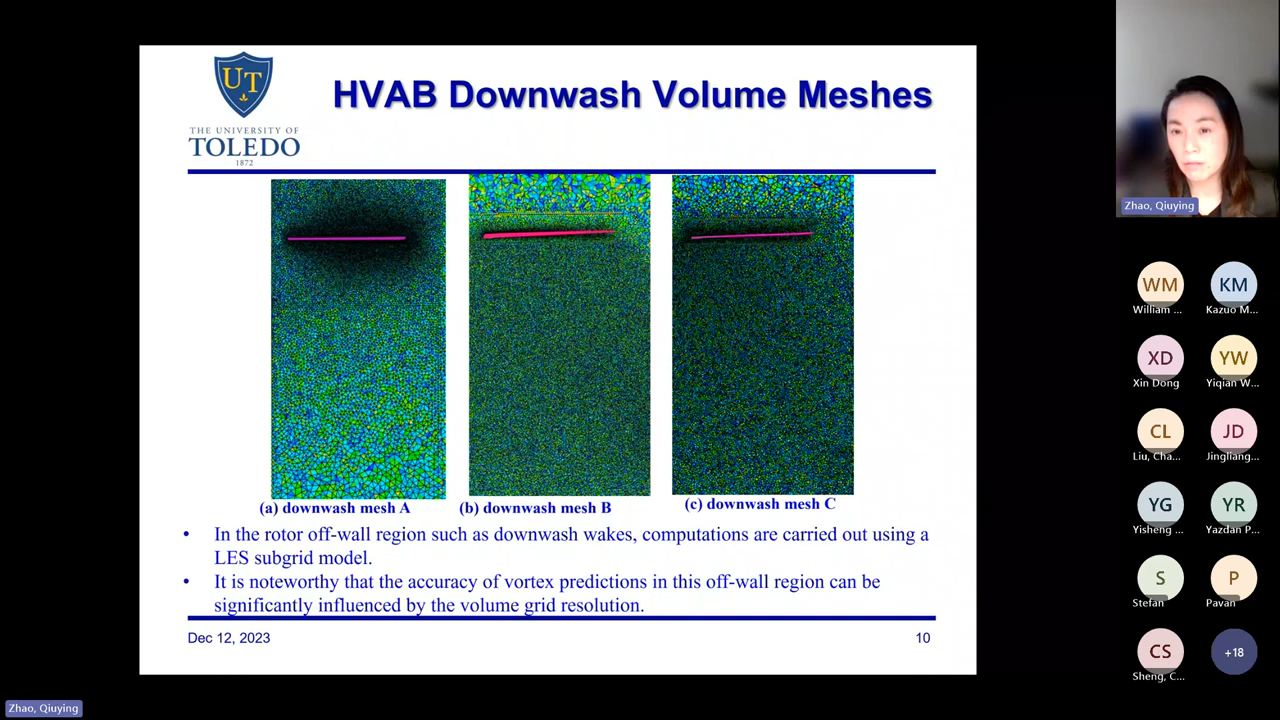 UT
THE UNIVERSITY OF
TOLEDO
1872
HVAB Downwash Volume Meshes
(a) downwash mesh A
(b) downwash mesh B
(c) downwash mesh C
• In the rotor off-wall region such as downwash wakes, computations are carried out using a
LES subgrid model.
• It is noteworthy that the accuracy of vortex predictions in this off-wall region can be
significantly influenced by the volume grid resolution.
Dec 12, 2023
10
Zhao, Qiuying
WM
William ...
KM
Kazuo M...
XD
Xin Dong
YW
Yiqian W...
CL
Liu, Cha...
JD
Jingliang...
YG
Yisheng ...
YR
Yazdan P...
S
Stefan
P
Pavan
CS
Sheng, C...
+18
Zhao, Qiuying